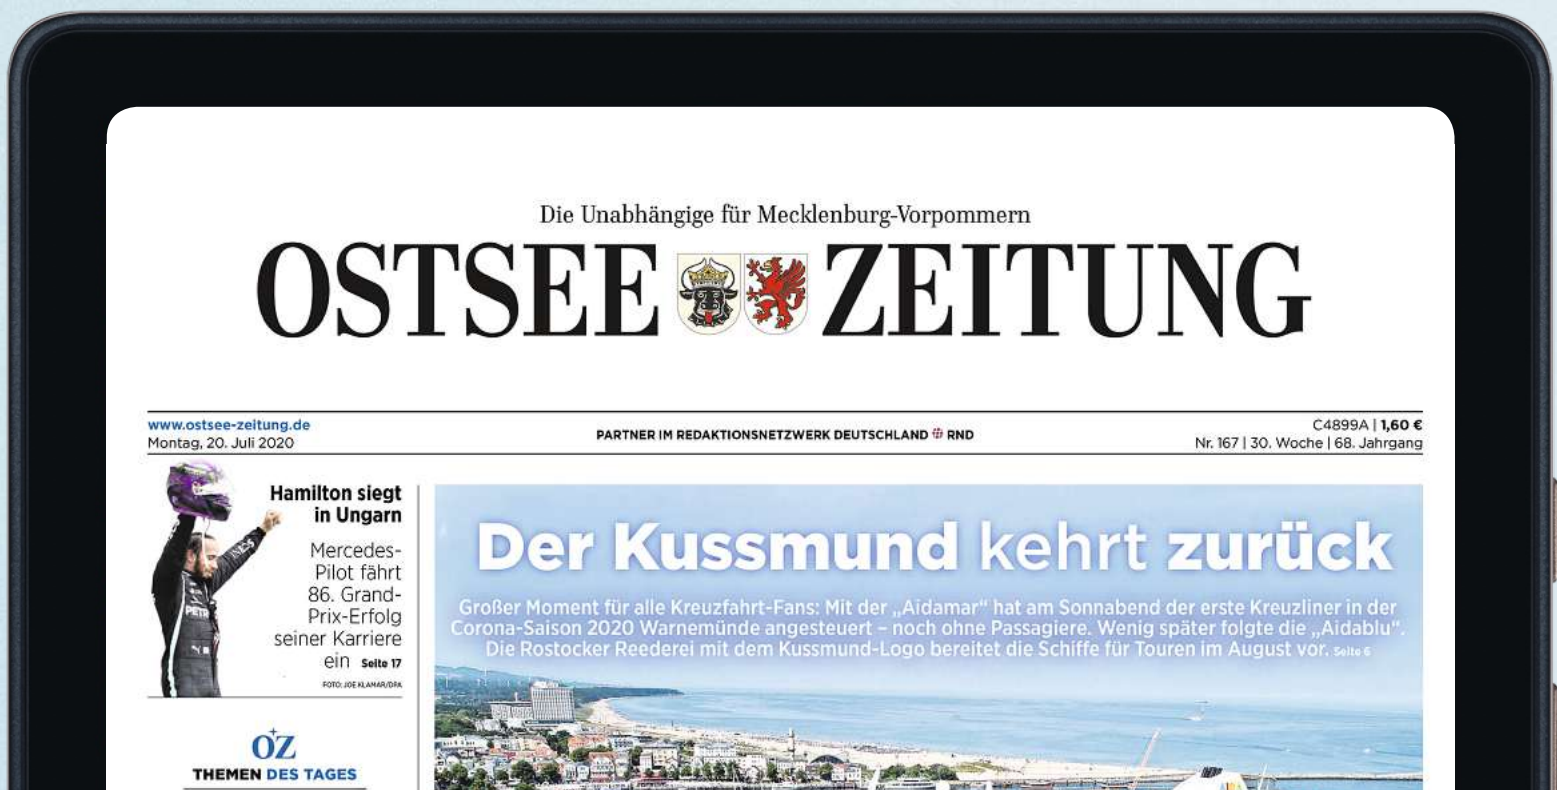 Die Unabhängige für Mecklenburg-Vorpommern
OSTSEE ZEITUNG
www.ostsee-zeitung.de
Montag, 20. Juli 2020
PARTNER IM REDAKTIONSNETZWERK DEUTSCHLAND RND
C4899A | 1,60 €
Nr. 167 | 30. Woche | 68. Jahrgang
Hamilton siegt
in Ungarn
Mercedes-
Pilot fährt
86. Grand-
Prix-Erfolg
seiner Karriere
ein Seite 17
FOTO: JOE KLAMAR/DPA
INEOS
PETR
OZ
THEMEN DES TAGES
Der Kussmund kehrt zurück
Großer Moment für alle Kreuzfahrt-Fans: Mit der „Aidamar“ hat am Sonnabend der erste Kreuzliner in der
Corona-Saison 2020 Warnemünde angesteuert – noch ohne Passagiere. Wenig später folgte die „Aidablu“.
Die Rostocker Reederei mit dem Kussmund-Logo bereitet die Schiffe für Touren im August vor. Seite 6